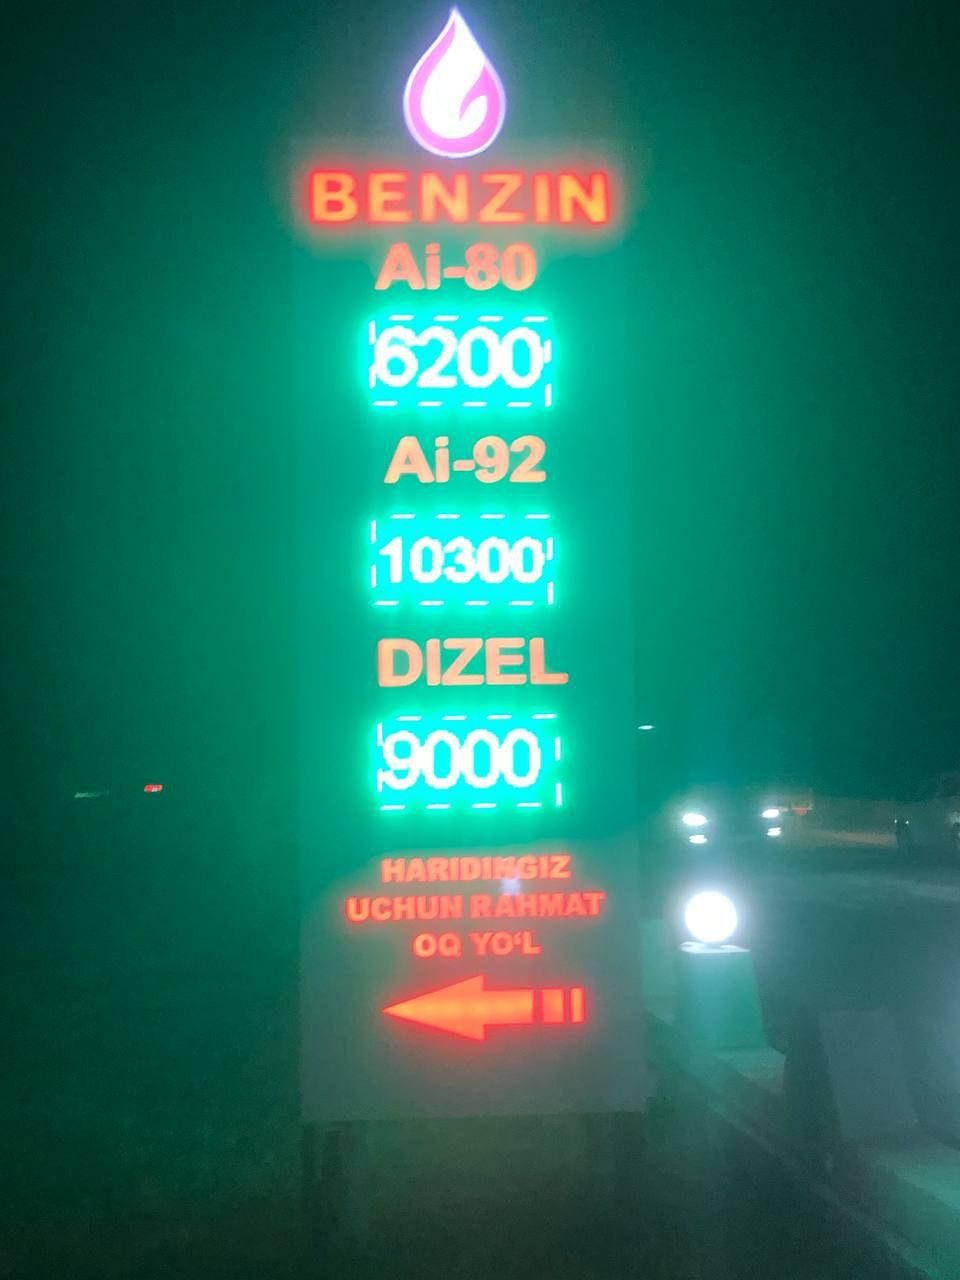 BENZIN
Ai-80
6200
Ai-92
10300
DIZEL
9000
HARIDINGIZ
UCHUN RAHMAT
OQ YO‘L